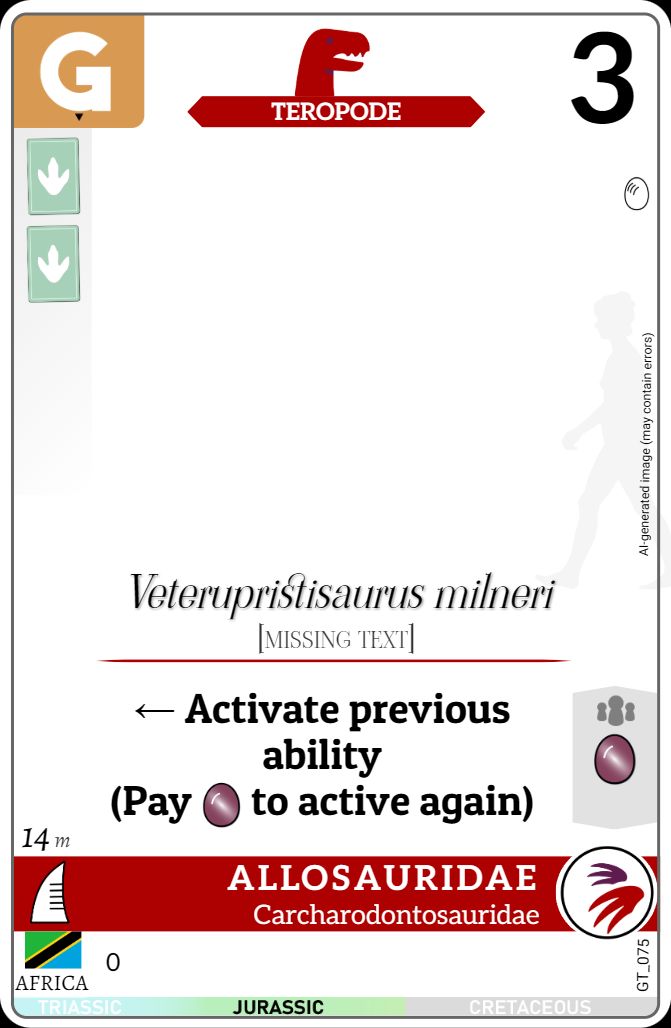 G
TEROPODE
3
AI-generated image (may contain errors)
Veterupristisaurus milneri
[MISSING TEXT]
← Activate previous
ability
(Pay to active again)
14 m
ALLOSAURIDAE
Carcharodontosauridae
0
AFRICA
GT_075
TRIASSIC JURASSIC CRETACEOUS